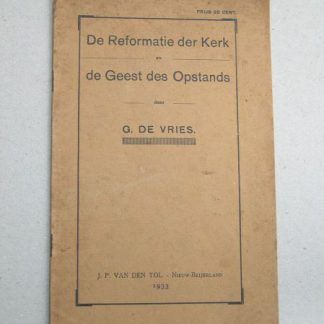 PRIJS 20 CENT.
De Reformatie der Kerk
en
de Geest des Opstands
door
G. DE VRIES.
J. P. VAN DEN TOL - NIEUW-BEIJERLAND
1933